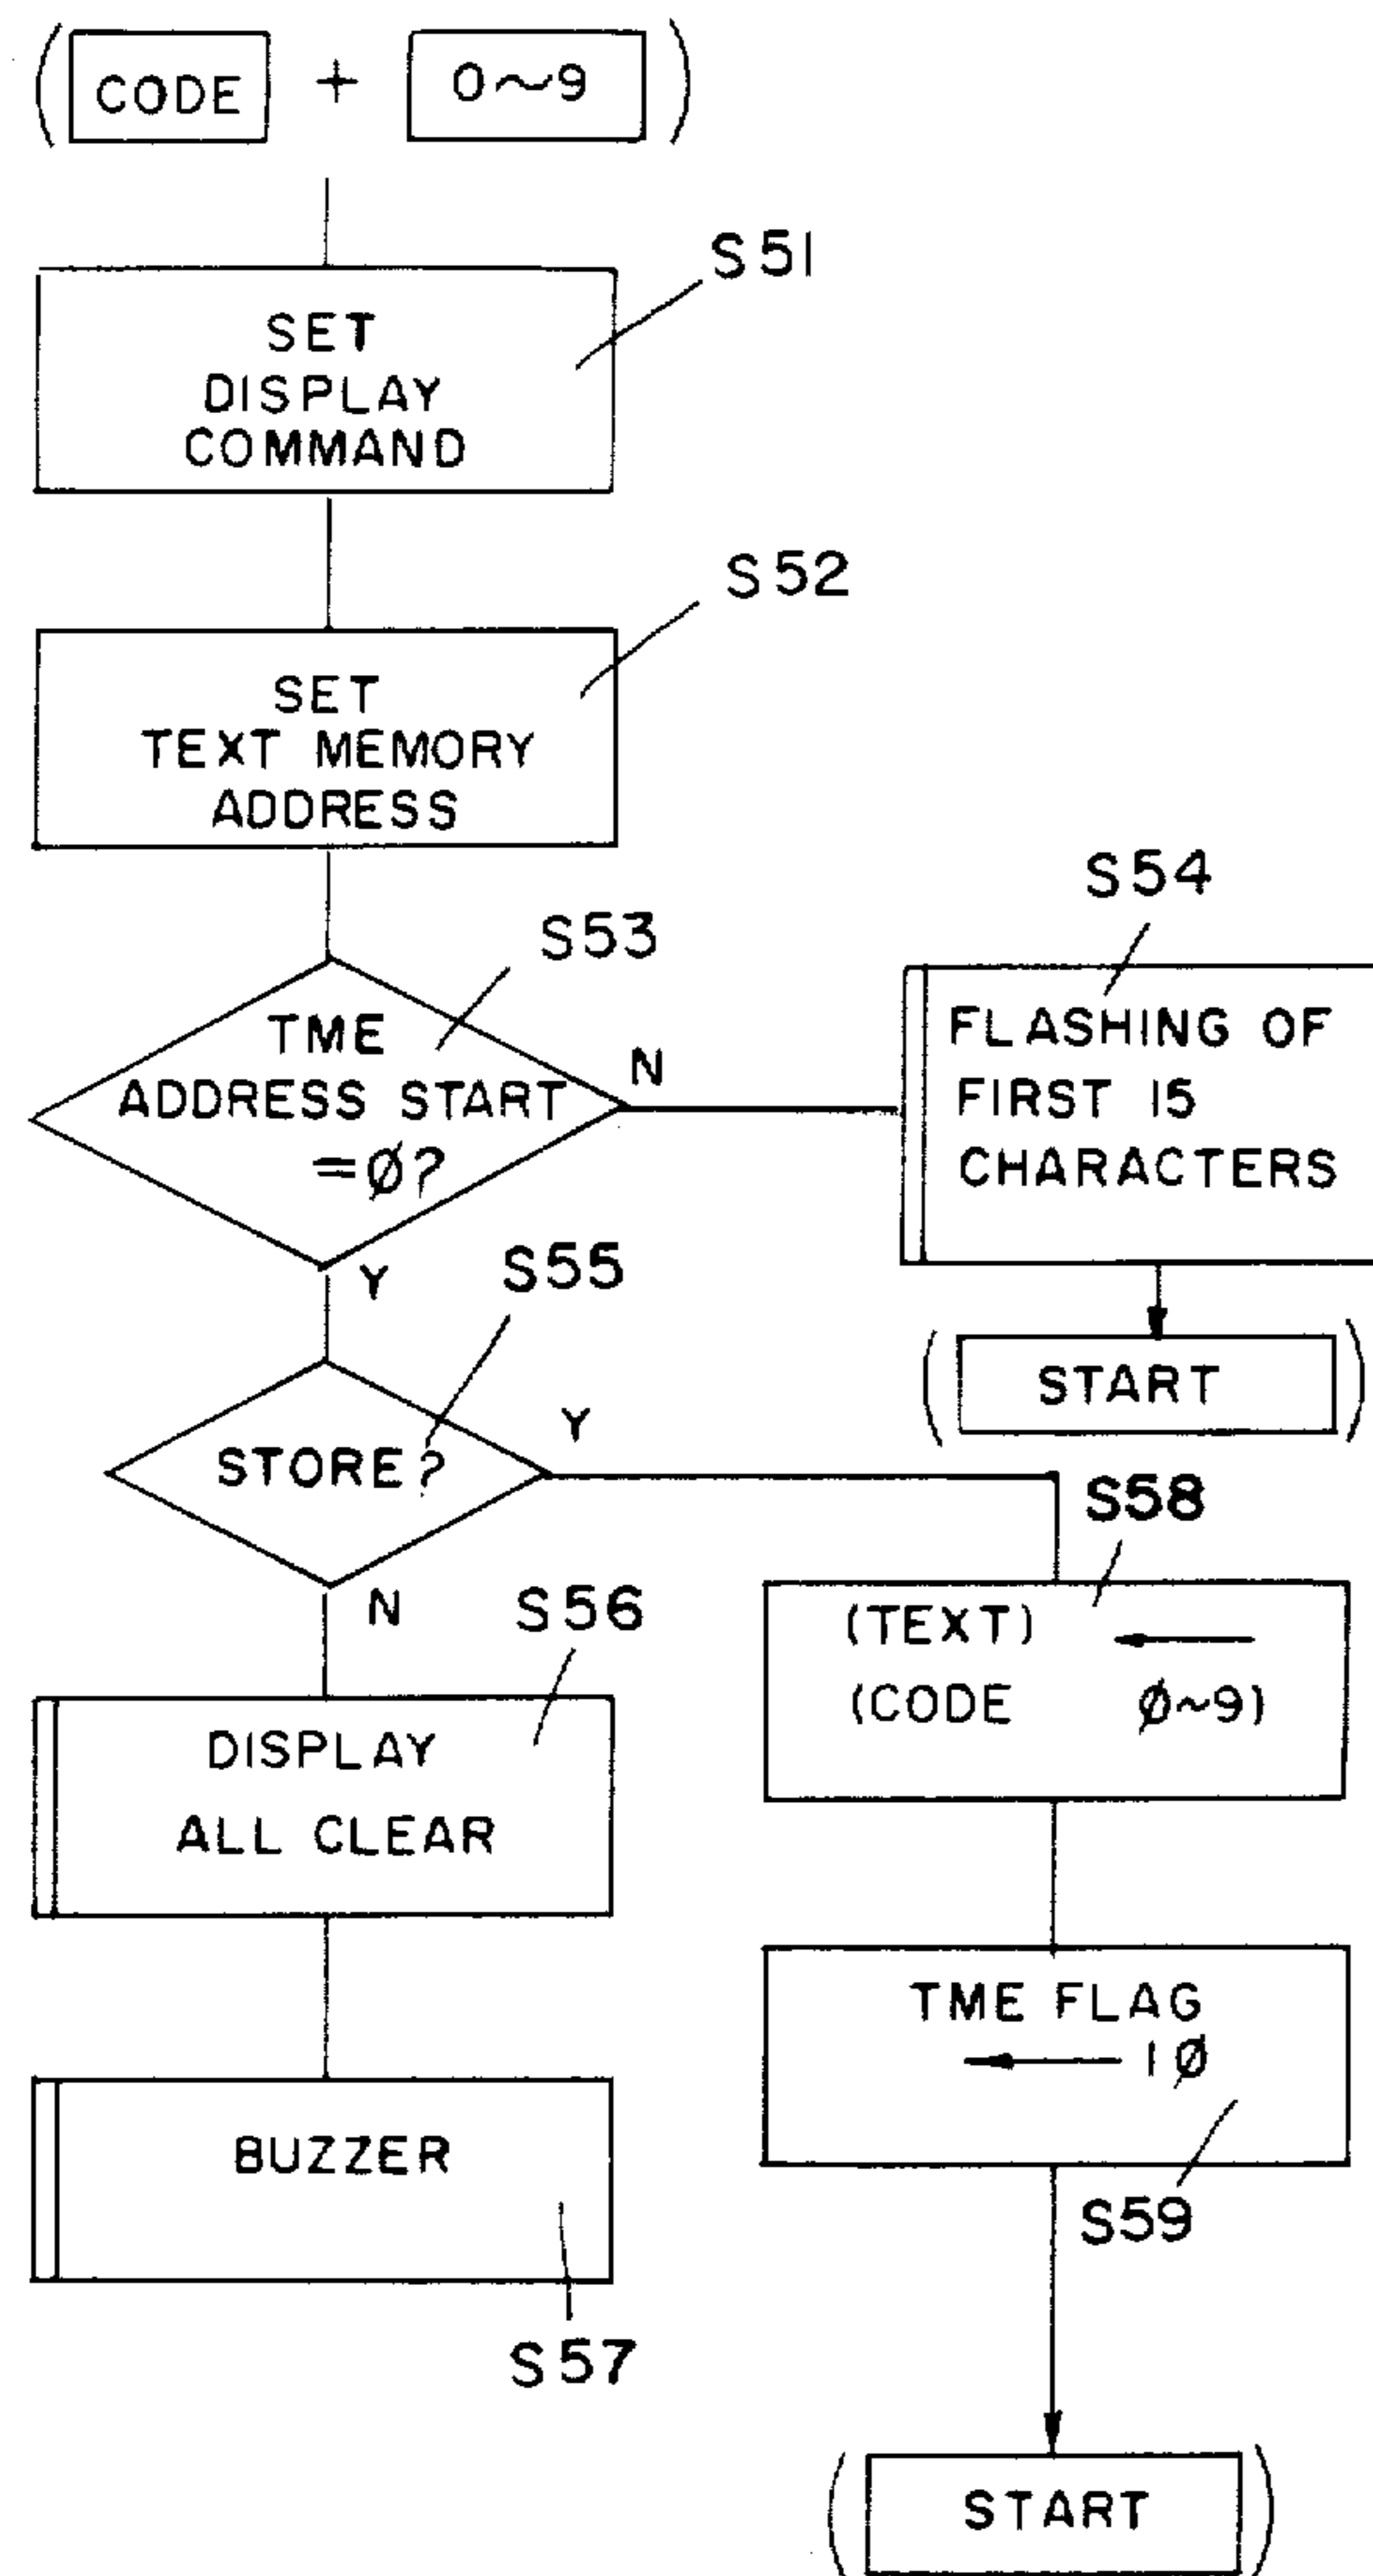 (CODE + 0~9)
S51
SET
DISPLAY
COMMAND
S52
SET
TEXT MEMORY
ADDRESS
S53
TME
ADDRESS START
=Ø?
N
Y
S54
FLASHING OF
FIRST 15
CHARACTERS
(START)
S55
STORE?
Y
N
S56
DISPLAY
ALL CLEAR
BUZZER
S57
S58
(TEXT) ←
(CODE Ø~9)
TME FLAG
← 1Ø
S59
(START)